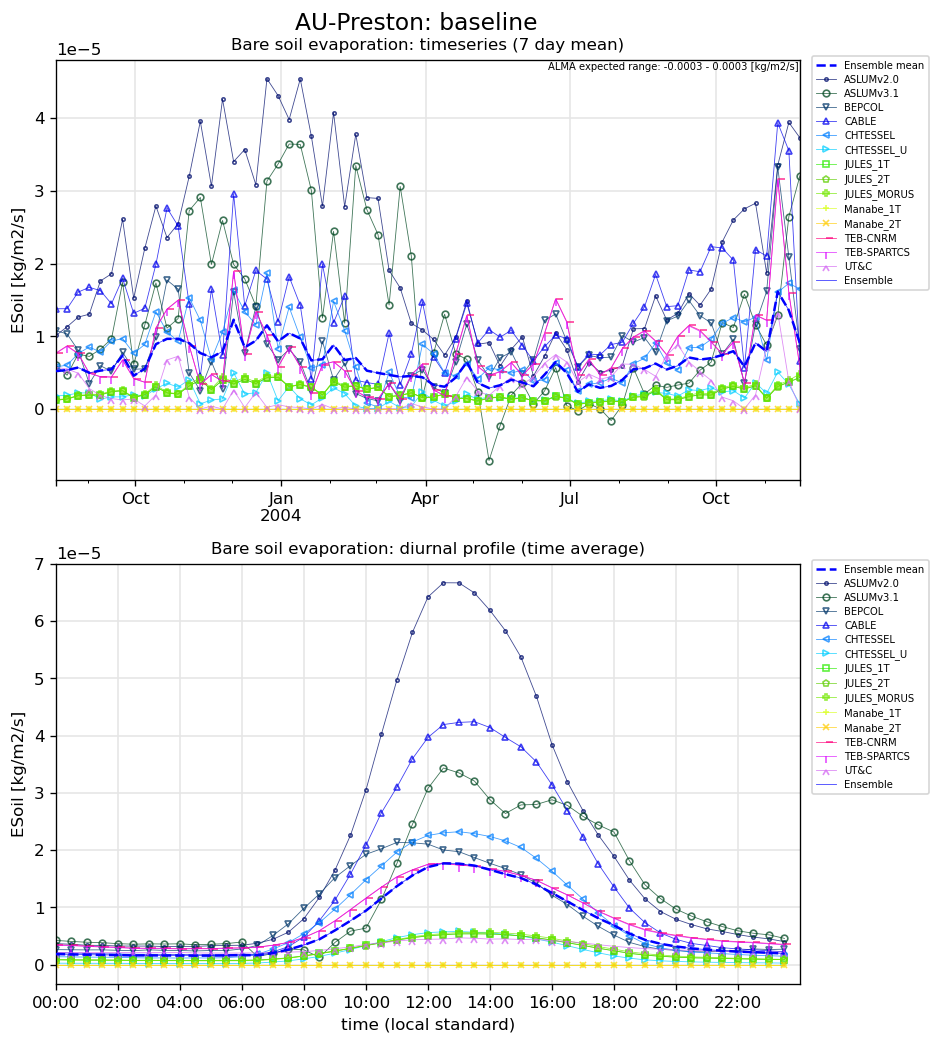 AU-Preston: baseline
Bare soil evaporation: timeseries (7 day mean)
1e−5
ALMA expected range: -0.0003 - 0.0003 [kg/m2/s]
ESoil [kg/m2/s]
4
3
2
1
0
Oct
Jan
2004
Apr
Jul
Oct
Ensemble mean
ASLUMv2.0
ASLUMv3.1
BEPCOL
CABLE
CHTESSEL
CHTESSEL_U
JULES_1T
JULES_2T
JULES_MORUS
Manabe_1T
Manabe_2T
TEB-CNRM
TEB-SPARTCS
UT&C
Ensemble
Bare soil evaporation: diurnal profile (time average)
1e−5
ESoil [kg/m2/s]
7
6
5
4
3
2
1
0
00:00
02:00
04:00
06:00
08:00
10:00
12:00
14:00
16:00
18:00
20:00
22:00
time (local standard)
Ensemble mean
ASLUMv2.0
ASLUMv3.1
BEPCOL
CABLE
CHTESSEL
CHTESSEL_U
JULES_1T
JULES_2T
JULES_MORUS
Manabe_1T
Manabe_2T
TEB-CNRM
TEB-SPARTCS
UT&C
Ensemble